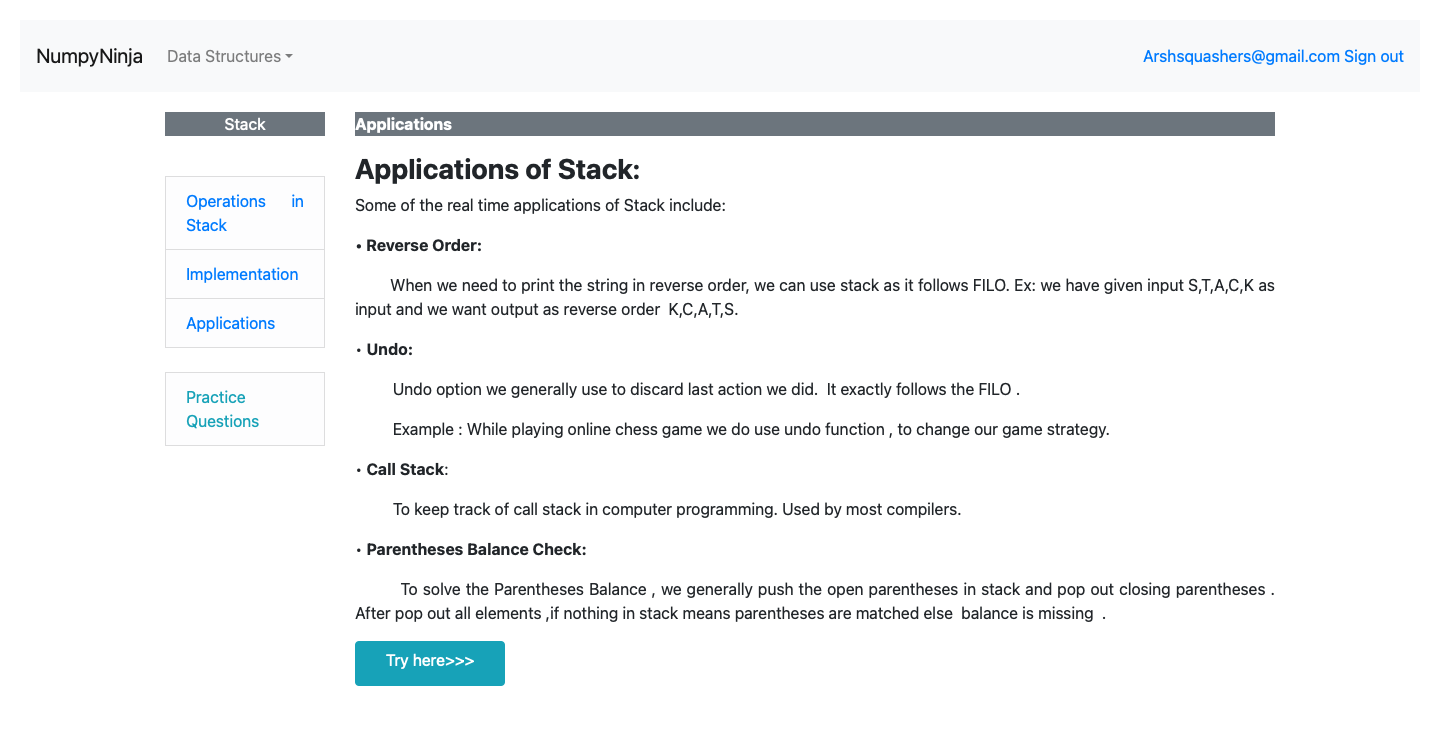 NumpyNinja Data Structures Arshsquashers@gmail.com Sign out
Stack
Operations in
Stack
Implementation
Applications
Practice
Questions
Applications
Applications of Stack:
Some of the real time applications of Stack include:
• Reverse Order:
When we need to print the string in reverse order, we can use stack as it follows FILO. Ex: we have given input S,T,A,C,K as
input and we want output as reverse order  K,C,A,T,S.
• Undo:
Undo option we generally use to discard last action we did.  It exactly follows the FILO .
Example : While playing online chess game we do use undo function , to change our game strategy.
• Call Stack:
To keep track of call stack in computer programming. Used by most compilers.
• Parentheses Balance Check:
To solve the Parentheses Balance , we generally push the open parentheses in stack and pop out closing parentheses .
After pop out all elements ,if nothing in stack means parentheses are matched else  balance is missing  .
Try here>>>